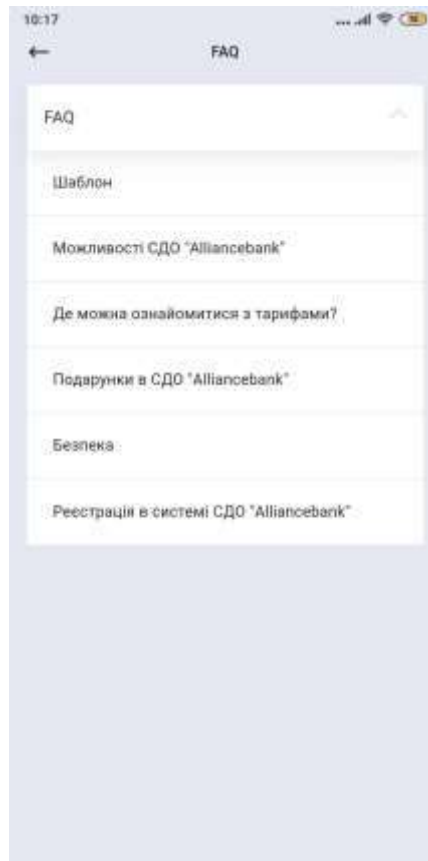 10:17
FAQ
FAQ
Шаблон
Можливості СДО "Alliancebank"
Де можна ознайомитися з тарифами?
Подарунки в СДО "Alliancebank"
Безпека
Реєстрація в системі СДО "Alliancebank"